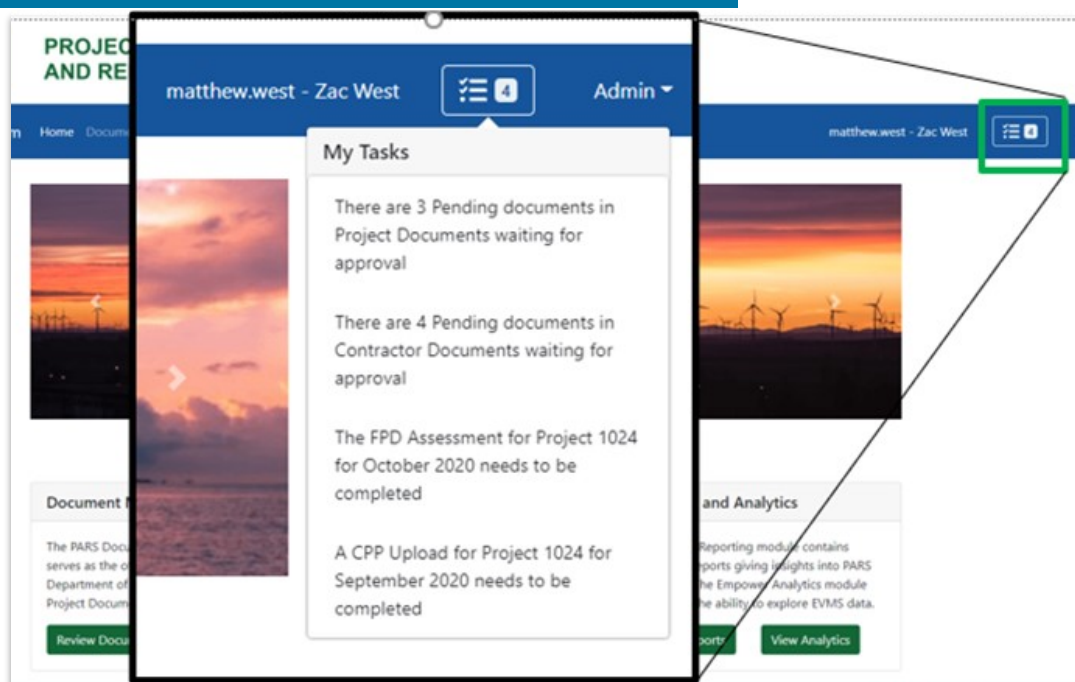 PROJEC
AND RE
matthew.west - Zac West
4
Admin
m Home Docume
matthew.west - Zac West
4
My Tasks
There are 3 Pending documents in
Project Documents waiting for
approval
There are 4 Pending documents in
Contractor Documents waiting for
approval
The FPD Assessment for Project 1024
for October 2020 needs to be
completed
A CPP Upload for Project 1024 for
September 2020 needs to be
completed
Document
The PARS Docu
serves as the o
Department of
Project Docum
Review Docu
and Analytics
Reporting module contains
eports giving insights into PARS
he Empower Analytics module
he ability to explore EVMS data.
ports
View Analytics